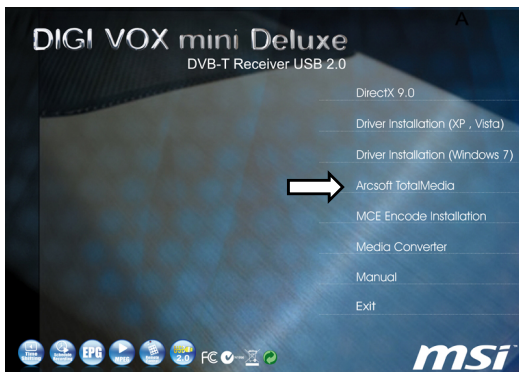 A
DIGI VOX mini Deluxe
DVB-T Receiver USB 2.0
DirectX 9.0
Driver Installation (XP , Vista)
Driver Installation (Windows 7)
Arcsoft TotalMedia
MCE Encode Installation
Media Converter
Manual
Exit
EPG
MPEG
2.0
FC
msi